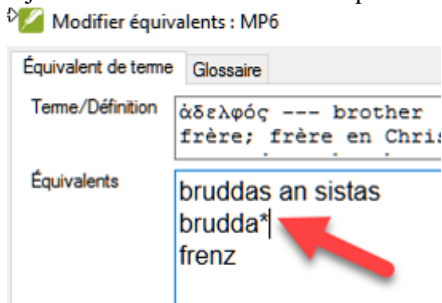 Modifier équivalents : MP6
Équivalent de terme Glossaire
Terme/Définition
ἀδελφός --- brother
frère; frère en Chris
Équivalents
bruddas an sistas
brudda*
frenz